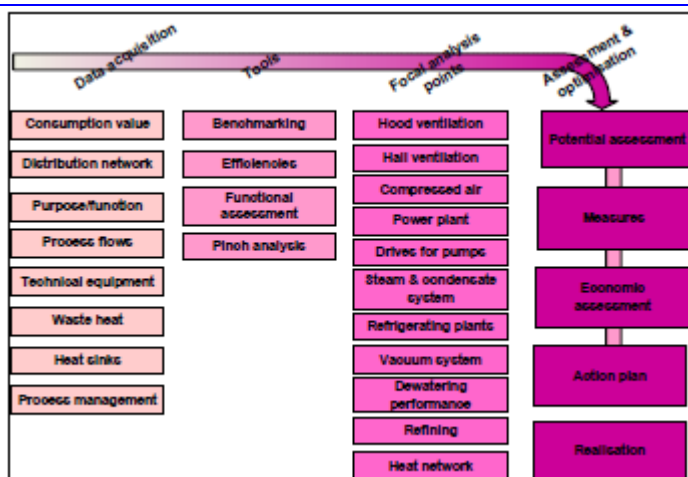 Data acquisition
Tools
Focal analysis
points
Assessment &
optimisation
Consumption value
Distribution network
Purpose/function
Process flows
Technical equipment
Waste heat
Heat sinks
Process management
Benchmarking
Efficiencies
Functional
assessment
Pinch analysis
Hood ventilation
Hall ventilation
Compressed air
Power plant
Drives for pumps
Steam & condensate
system
Refrigerating plants
Vacuum system
Dewatering
performance
Refining
Heat network
Potential assessment
Measures
Economic
assessment
Action plan
Realisation